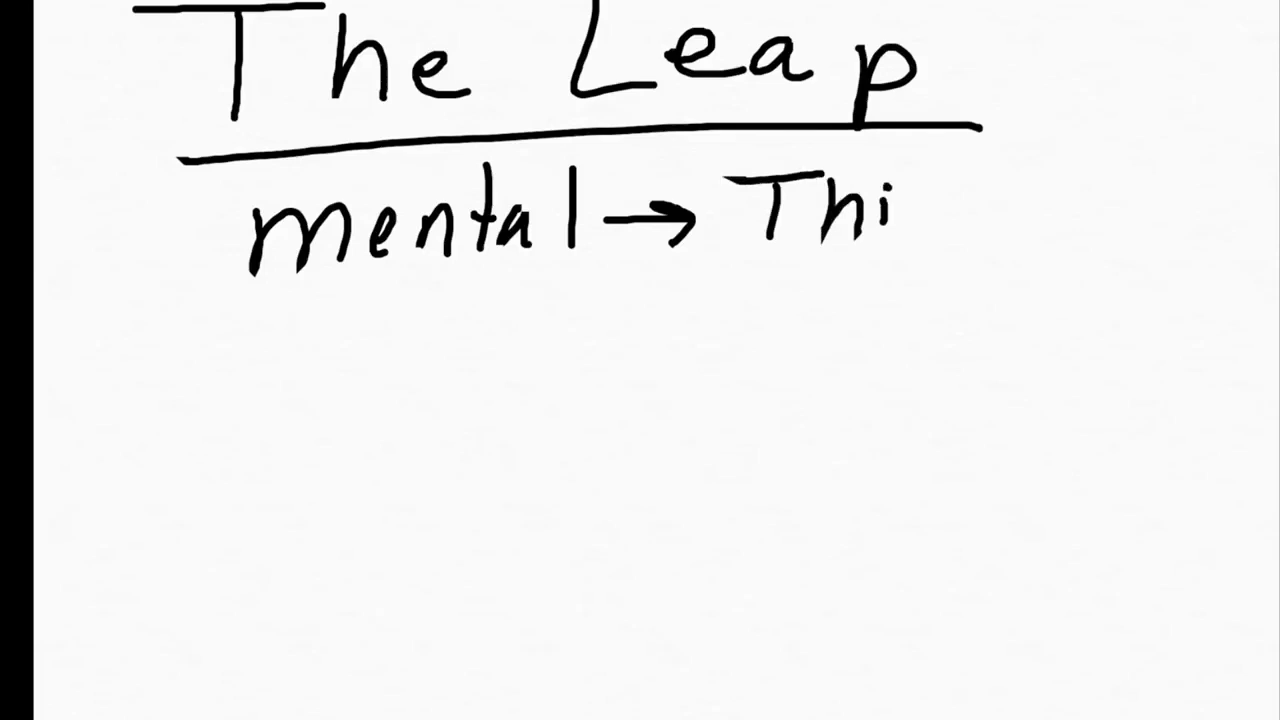 The Leap
mental → Thi